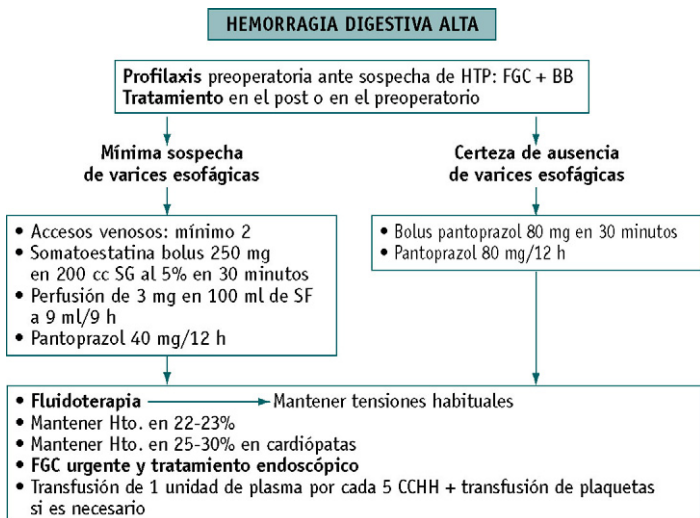 HEMORRAGIA DIGESTIVA ALTA
Profilaxis preoperatoria ante sospecha de HTP: FGC + BB
Tratamiento en el post o en el preoperatorio
Mínima sospecha
de varices esofágicas
• Accesos venosos: mínimo 2
• Somatoestatina bolus 250 mg
en 200 cc SG al 5% en 30 minutos
• Perfusión de 3 mg en 100 ml de SF
a 9 ml/9 h
• Pantoprazol 40 mg/12 h
Certeza de ausencia
de varices esofágicas
• Bolus pantoprazol 80 mg en 30 minutos
• Pantoprazol 80 mg/12 h
• Fluidoterapia Mantener tensiones habituales
• Mantener Hto. en 22-23%
• Mantener Hto. en 25-30% en cardiópatas
• FGC urgente y tratamiento endoscópico
• Transfusión de 1 unidad de plasma por cada 5 CCHH + transfusión de plaquetas
si es necesario